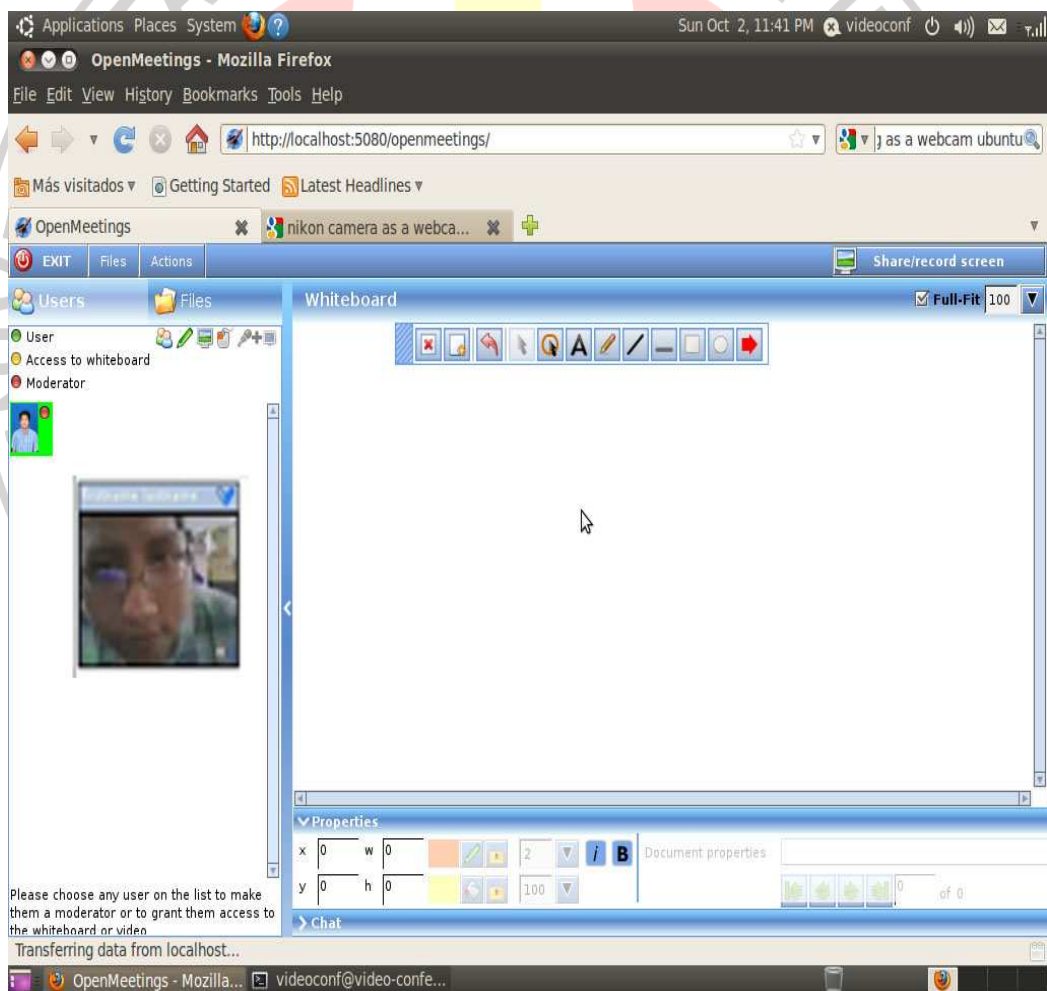 Applications Places System Sun Oct 2, 11:41 PM videoconf
OpenMeetings - Mozilla Firefox
File Edit View History Bookmarks Tools Help
http://localhost:5080/openmeetings/ as a webcam ubuntu
Más visitados Getting Started Latest Headlines
OpenMeetings nikon camera as a webca...
EXIT Files Actions Share/record screen
Users Files Whiteboard Full-Fit 100
User
Access to whiteboard
Moderator
A
Properties
x 0 w 0 2 i B Document properties
y 0 h 0 100 0 of 0
Please choose any user on the list to make
them a moderator or to grant them access to
the whiteboard or video
Chat
Transferring data from localhost...
OpenMeetings - Mozilla... videoconf@video-confe...